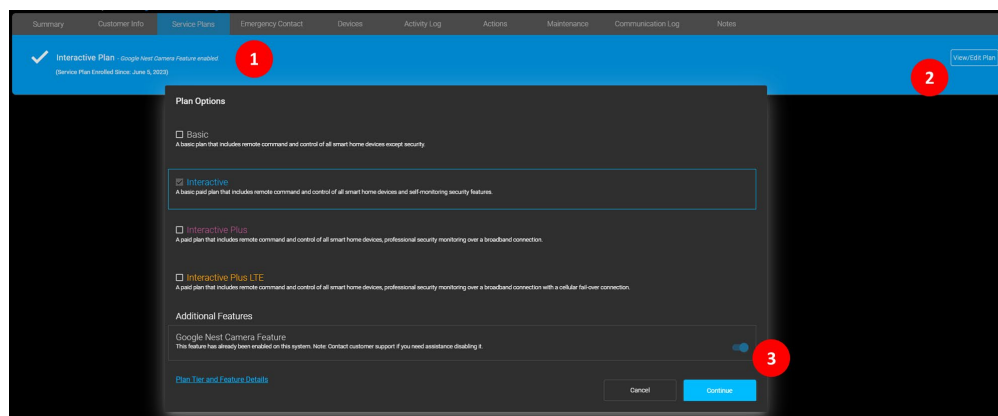 Summary Customer Info Service Plans Emergency Contact Devices Activity Log Actions Maintenance Communication Log Notes
Interactive Plan - Google Nest Camera Feature enabled
(Service Plan Enrolled Since: June 5, 2023)
1
View/Edit Plan
2
Plan Options
Basic
A basic plan that includes remote command and control of all smart home devices except security.
Interactive
A basic paid plan that includes remote command and control of all smart home devices and self-monitoring security features.
Interactive Plus
A paid plan that includes remote command and control of all smart home devices, professional security monitoring over a broadband connection.
Interactive Plus LTE
A paid plan that includes remote command and control of all smart home devices, professional security monitoring over a broadband connection with a cellular fail-over connection.
Additional Features
Google Nest Camera Feature
This feature has already been enabled on this system. Note: Contact customer support if you need assistance disabling it.
3
Plan Tier and Feature Details
Cancel Continue